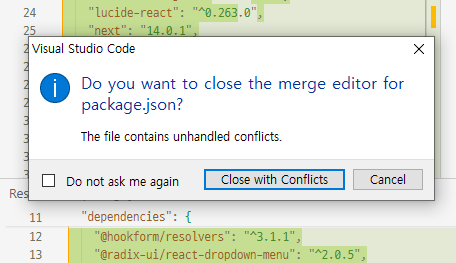 24 "lucide-react": "^0.263.0",
"next": "14.0.1",
Visual Studio Code
Do you want to close the merge editor for
package.json?
The file contains unhandled conflicts.
Do not ask me again
Close with Conflicts
Cancel
Res
11 "dependencies": {
12 "@hookform/resolvers": "^3.1.1",
13 "@radix-ui/react-dropdown-menu": "^2.0.5",